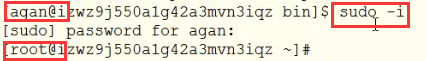 [agan@izwz9j550a1g42a3mvn3iqz bin]$ sudo -i
[sudo] password for agan:
[root@izwz9j550a1g42a3mvn3iqz ~]#